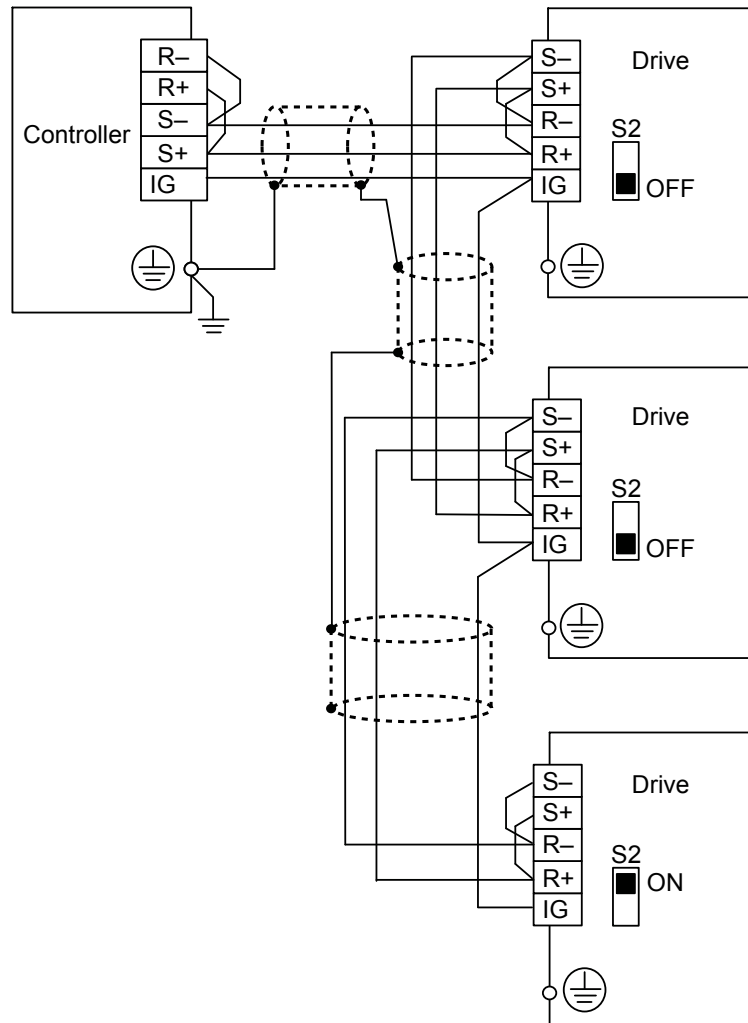 Controller
R–
R+
S–
S+
IG
Drive
S–
S+
R–
R+
IG
S2
OFF
Drive
S–
S+
R–
R+
IG
S2
OFF
Drive
S–
S+
R–
R+
IG
S2
ON